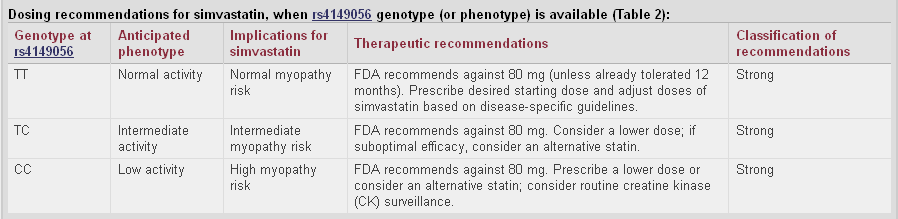 Dosing recommendations for simvastatin, when rs4149056 genotype (or phenotype) is available (Table 2):
Genotype at rs4149056
Anticipated phenotype
Implications for simvastatin
Therapeutic recommendations
Classification of recommendations
TT
Normal activity
Normal myopathy risk
FDA recommends against 80 mg (unless already tolerated 12
months). Prescribe desired starting dose and adjust doses of
simvastatin based on disease-specific guidelines.
Strong
TC
Intermediate activity
Intermediate myopathy risk
FDA recommends against 80 mg. Consider a lower dose; if
suboptimal efficacy, consider an alternative statin.
Strong
CC
Low activity
High myopathy risk
FDA recommends against 80 mg. Prescribe a lower dose or
consider an alternative statin; consider routine creatine kinase
(CK) surveillance.
Strong